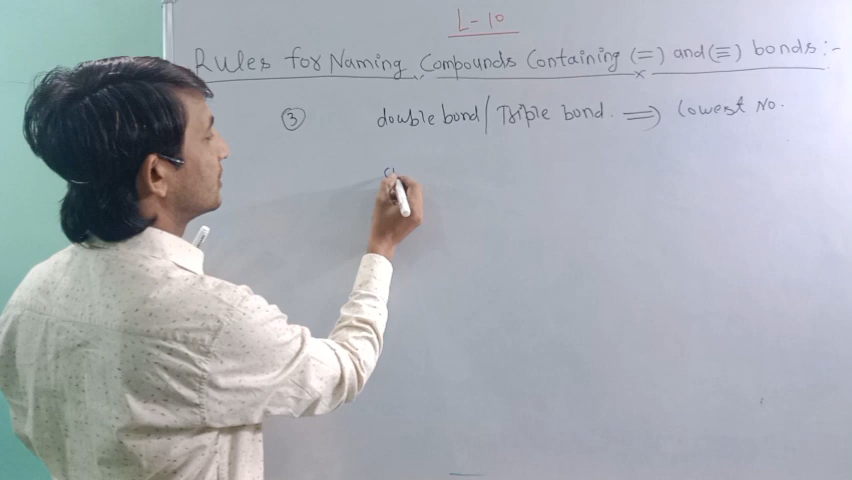 L-10
Rules for Naming Compounds Containing (=) and (≡) bonds:-
③ double bond/Triple bond. ⇒ lowest No.